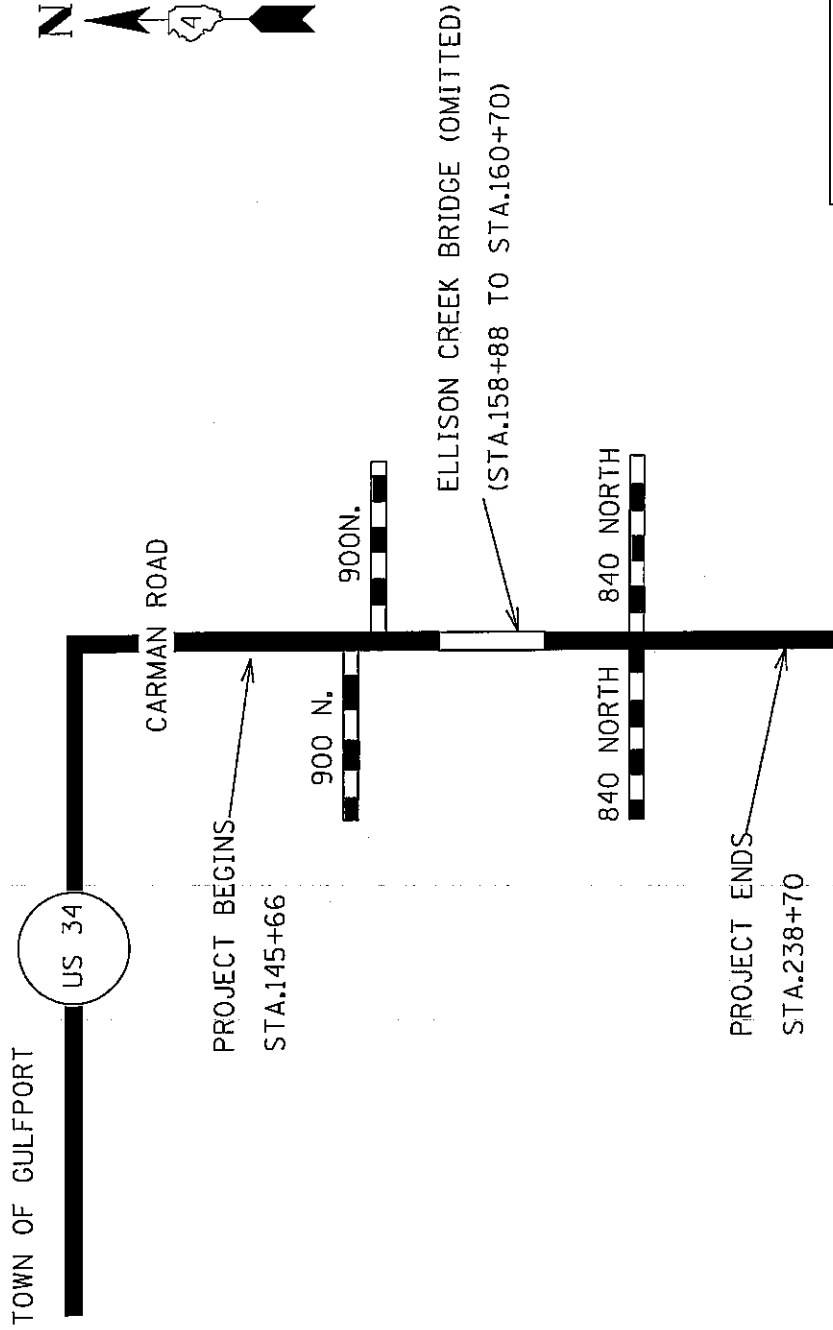 N
4
TOWN OF GULFPORT
US 34
CARMAN ROAD
PROJECT BEGINS
STA.145+66
900 N.
900N.
ELLISON CREEK BRIDGE (OMITTED)
(STA.158+88 TO STA.160+70)
840 NORTH
840 NORTH
PROJECT ENDS
STA.238+70